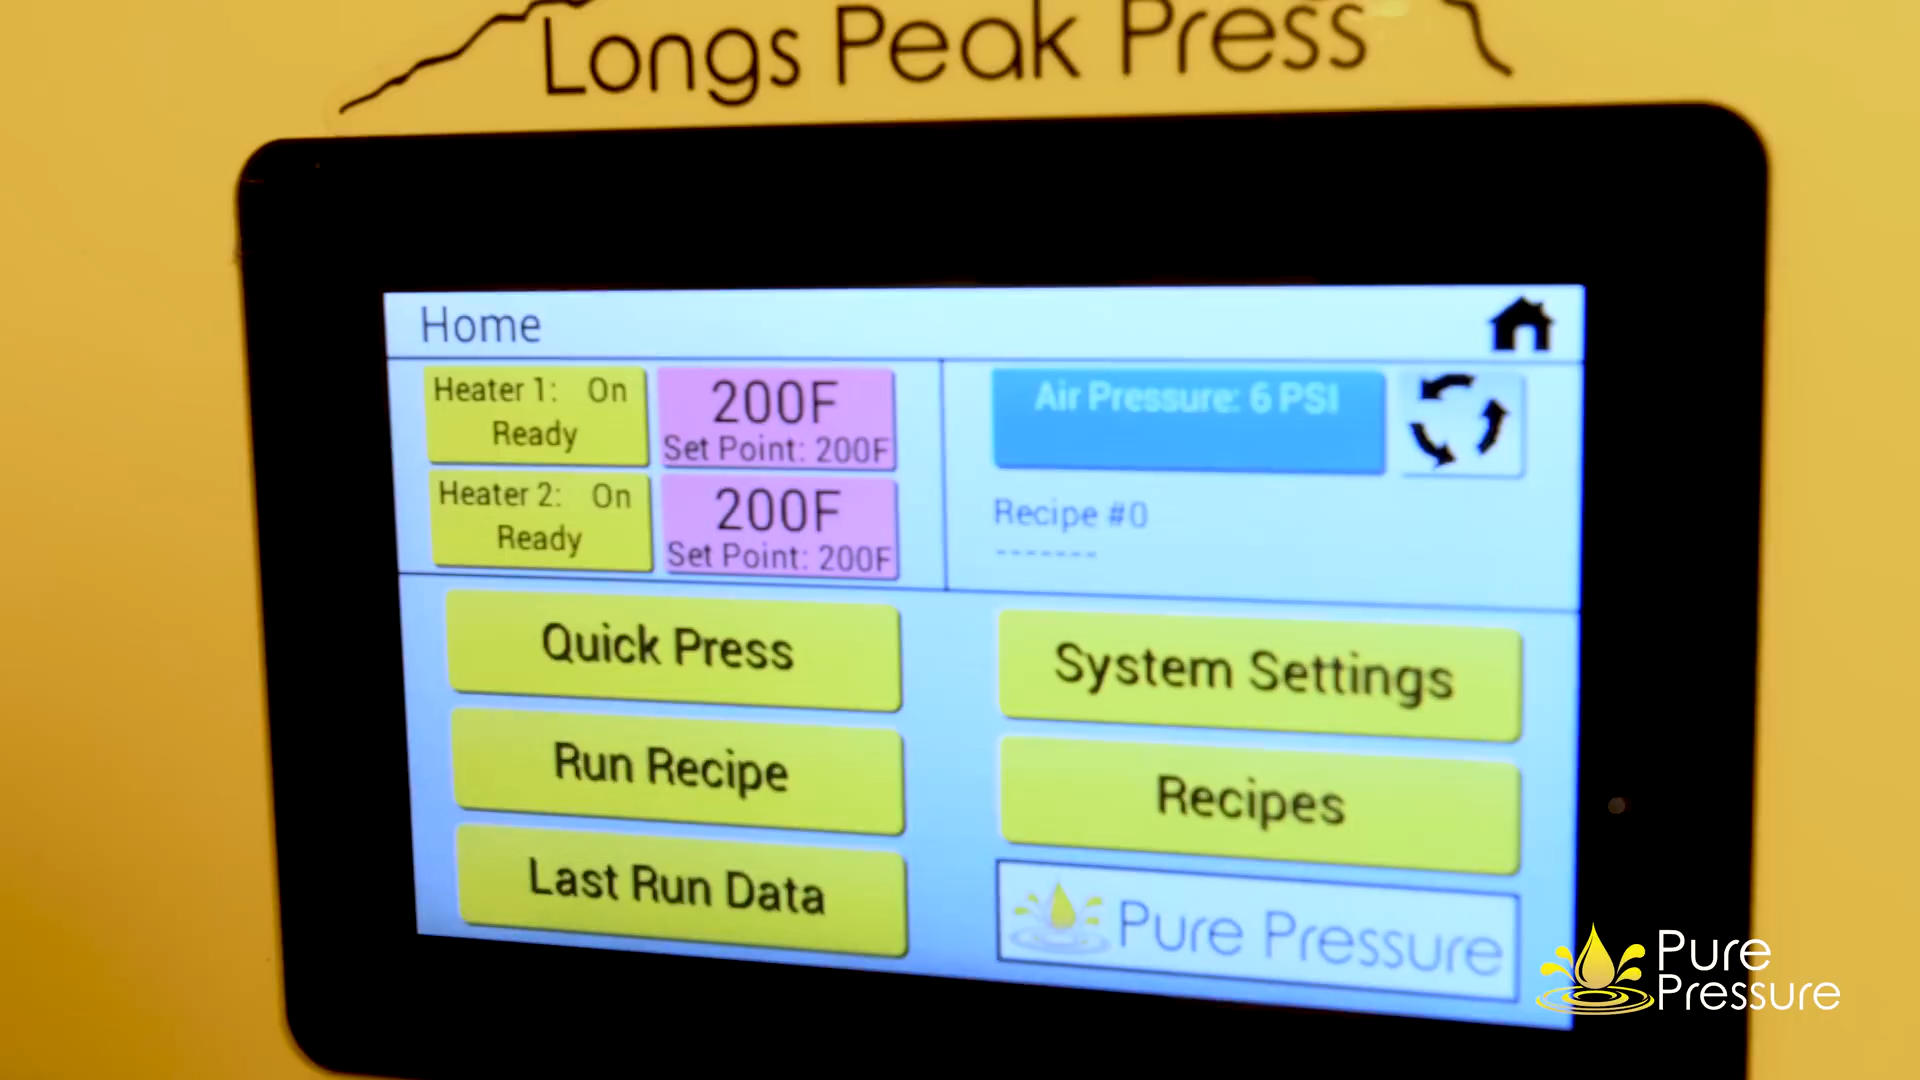 Longs Peak Press
Home
Heater 1: On
Ready
200F
Set Point: 200F
Heater 2: On
Ready
200F
Set Point: 200F
Air Pressure: 6 PSI
Recipe #0
-------
Quick Press
Run Recipe
Last Run Data
System Settings
Recipes
Pure Pressure
Pure
Pressure